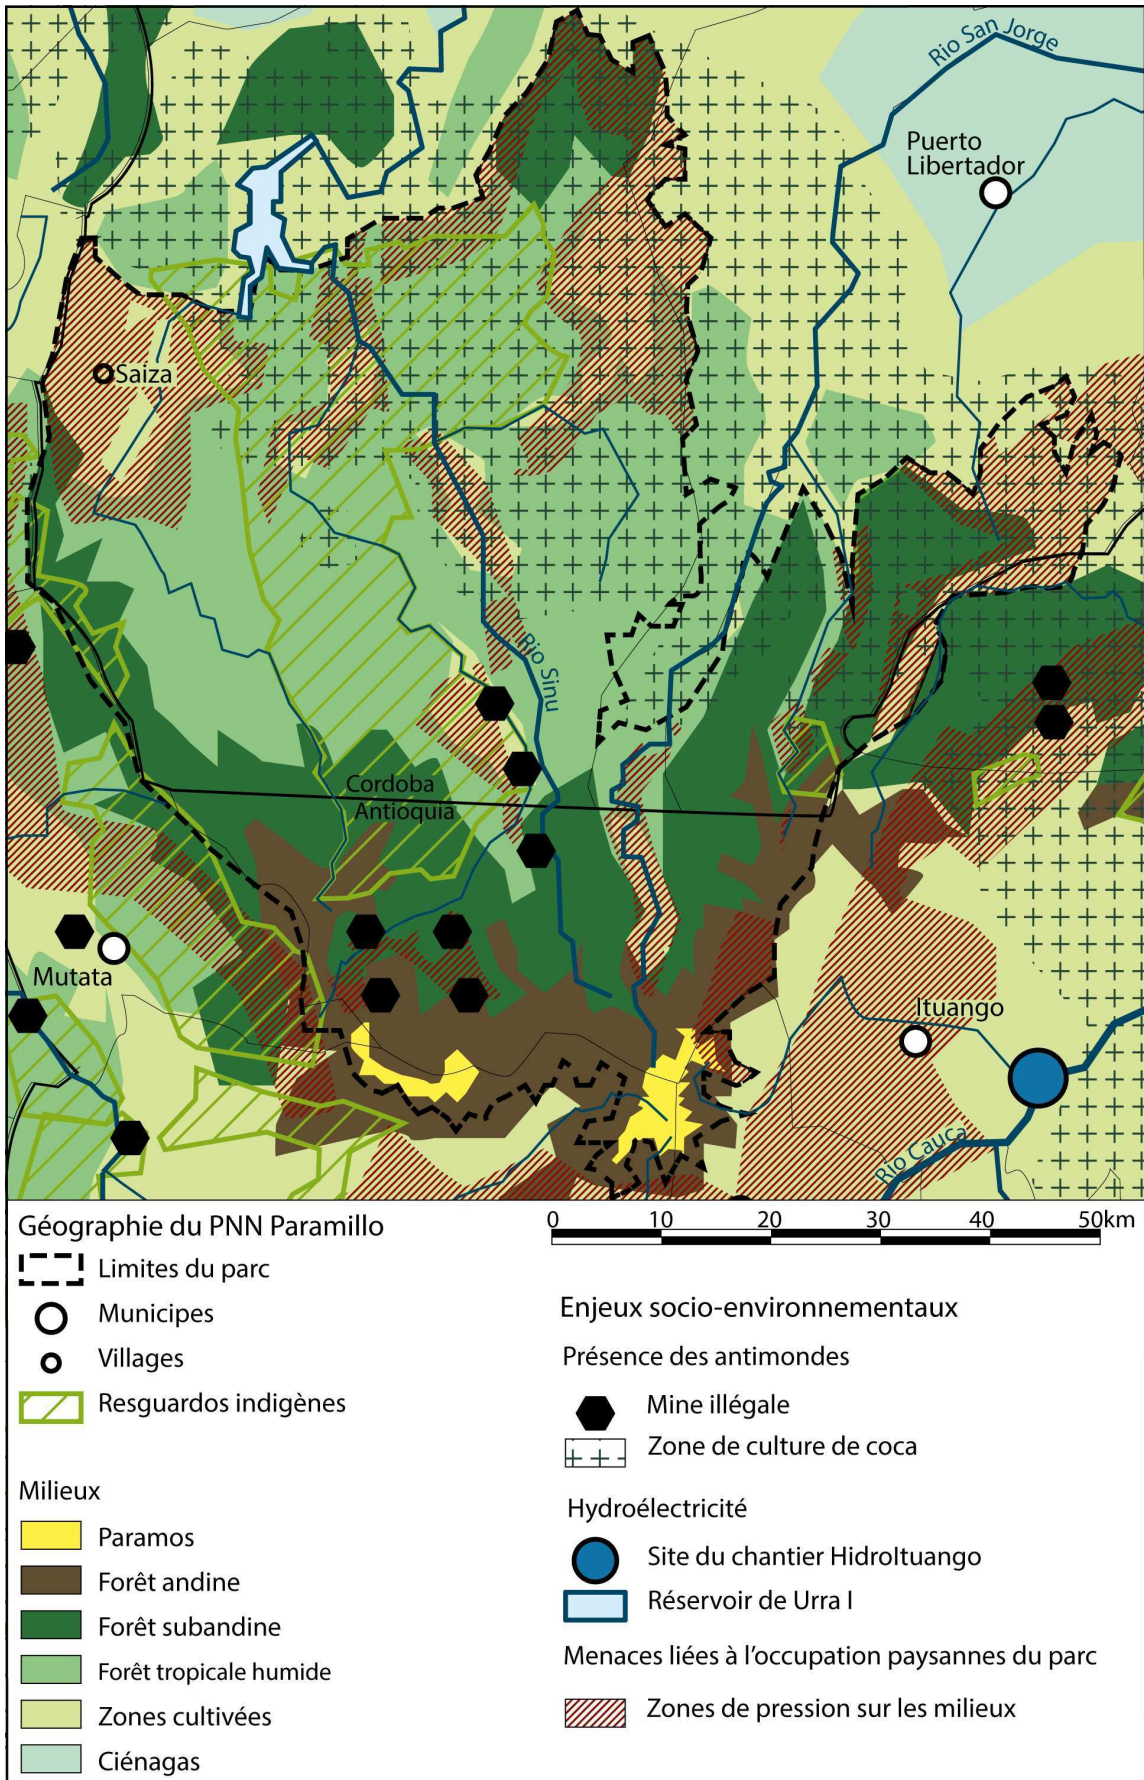 Rio San Jorge
Puerto
Libertador
Saiza
Rio Sinu
Cordoba
Antioquia
Mutata
Ituango
Rio Cauca
Géographie du PNN Paramillo
Limites du parc
Municipes
Villages
Resguardos indigènes
Milieux
Paramos
Forêt andine
Forêt subandine
Forêt tropicale humide
Zones cultivées
Ciénagas
0 10 20 30 40 50km
Enjeux socio-environnementaux
Présence des antimondes
Mine illégale
Zone de culture de coca
Hydroélectricité
Site du chantier HidroItuango
Réservoir de Urra I
Menaces liées à l'occupation paysannes du parc
Zones de pression sur les milieux